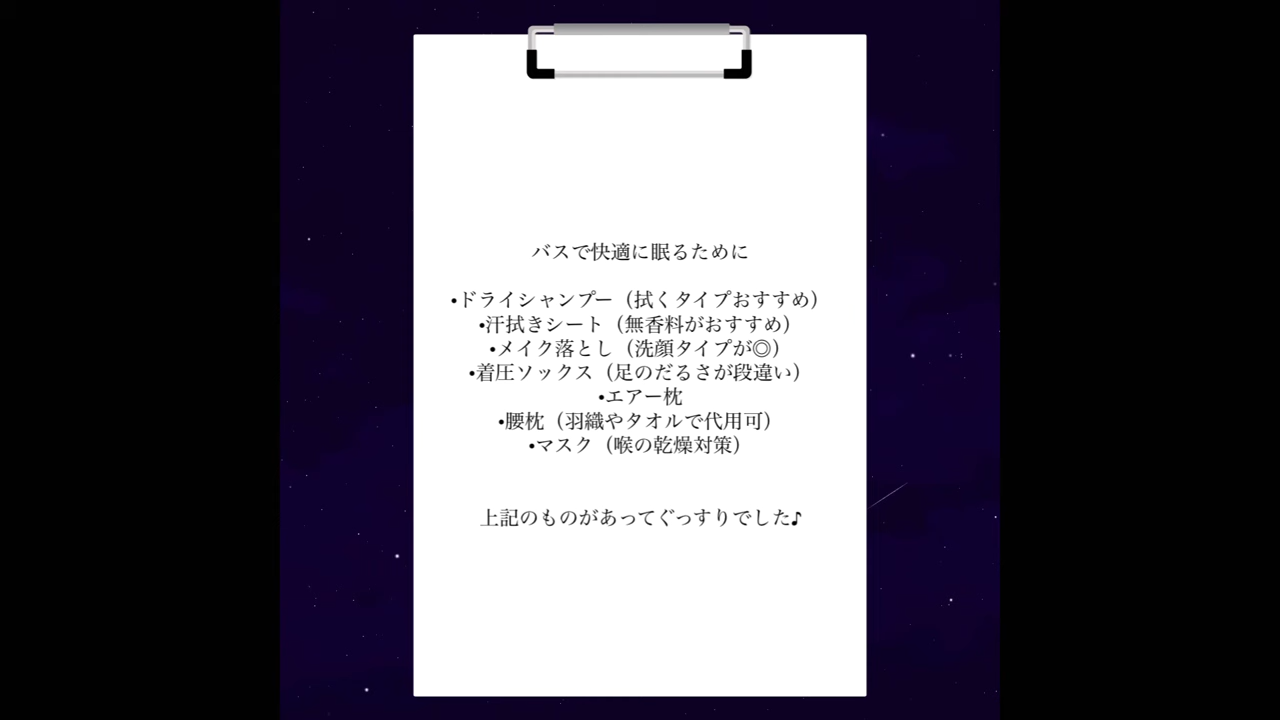 バスで快適に眠るために
•ドライシャンプー（拭くタイプおすすめ）
•汗拭きシート（無香料がおすすめ）
•メイク落とし（洗顔タイプが◎）
•着圧ソックス（足のだるさが段違い）
•エアー枕
•腰枕（羽織やタオルで代用可）
•マスク（喉の乾燥対策）
上記のものがあってぐっすりでした♪